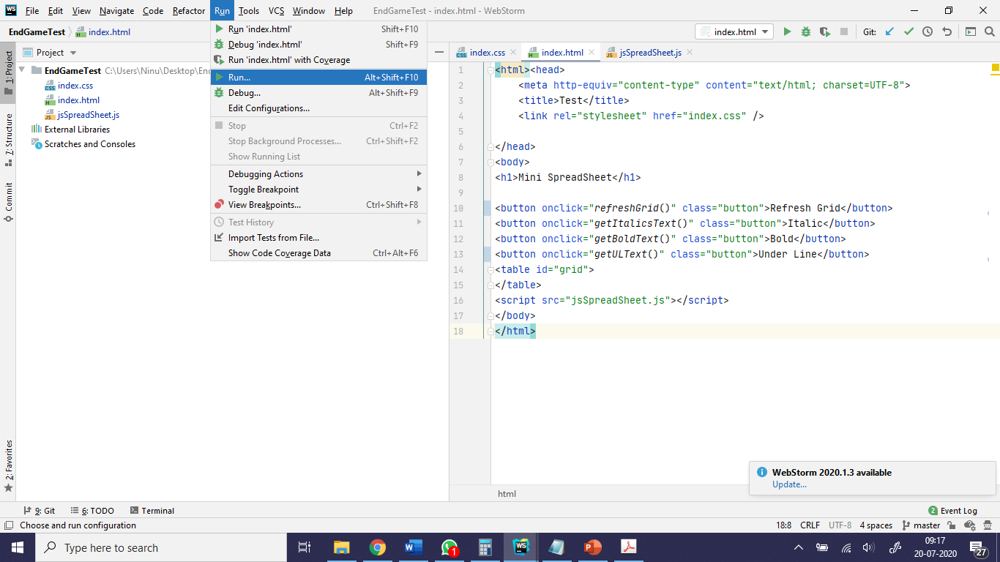 WS File Edit View Navigate Code Refactor Run Tools VCS Window Help EndGameTest - index.html - WebStorm
EndGameTest index.html
index.html Git:
Project
1: Project
7: Structure
Commit
2: Favorites
EndGameTest C:\Users\Ninu\Desktop\End
index.css
index.html
jsSpreadSheet.js
External Libraries
Scratches and Consoles
Run 'index.html' Shift+F10
Debug 'index.html' Shift+F9
Run 'index.html' with Coverage
Run... Alt+Shift+F10
Debug... Alt+Shift+F9
Edit Configurations...
Stop Ctrl+F2
Stop Background Processes... Ctrl+Shift+F2
Show Running List
Debugging Actions
Toggle Breakpoint
View Breakpoints... Ctrl+Shift+F8
Test History
Import Tests from File...
Show Code Coverage Data Ctrl+Alt+F6
index.css index.html jsSpreadSheet.js
1 <html><head>
2 <meta http-equiv="content-type" content="text/html; charset=UTF-8">
3 <title>Test</title>
4 <link rel="stylesheet" href="index.css" />
5
6 </head>
7 <body>
8 <h1>Mini SpreadSheet</h1>
9
10 <button onclick="refreshGrid()" class="button">Refresh Grid</button>
11 <button onclick="getItalicsText()" class="button">Italic</button>
12 <button onclick="getBoldText()" class="button">Bold</button>
13 <button onclick="getULText()" class="button">Under Line</button>
14 <table id="grid">
15 </table>
16 <script src="jsSpreadSheet.js"></script>
17 </body>
18 </html>
WebStorm 2020.1.3 available
Update...
html
9: Git 6: TODO Terminal 2 Event Log
Choose and run configuration 18:8 CRLF UTF-8 4 spaces master
Type here to search
1
WS
09:17
20-07-2020
27